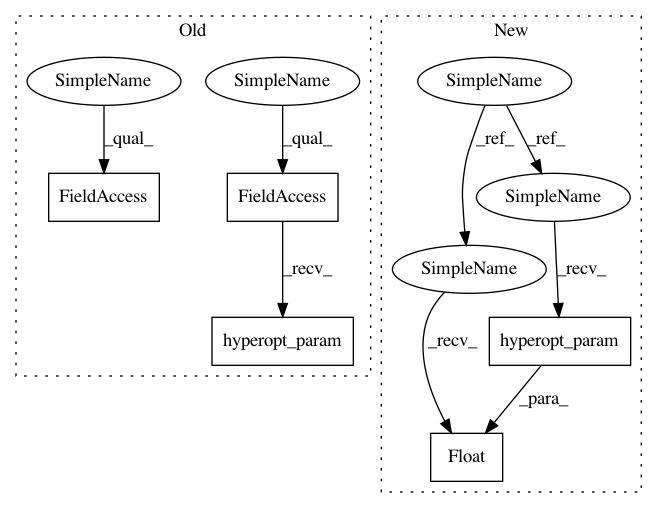 Old
New
SimpleName
SimpleName
SimpleName
_qual_
_qual_
_ref_
_ref_
FieldAccess
FieldAccess
SimpleName
SimpleName
_recv_
_recv_
hyperopt_param
hyperopt_param
_recv_
_para_
Float